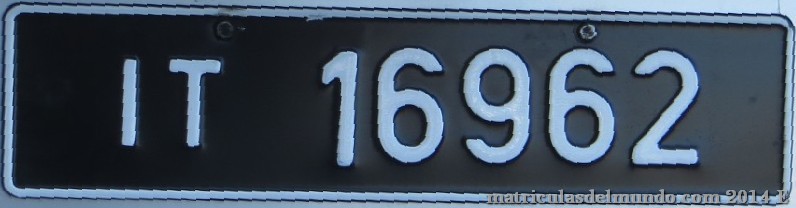 IT 16962
matriculasdelmundo.com 2014